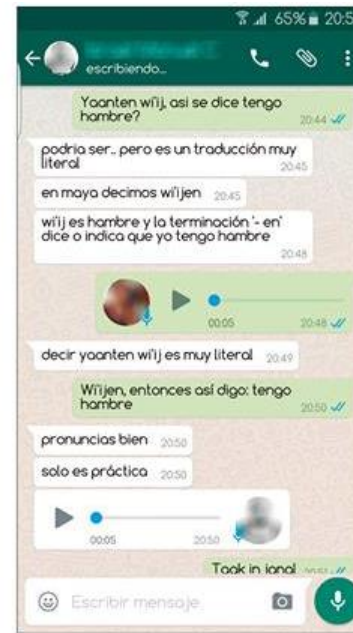 65% 20:5
escribiendo...
Yaanten wi'ij, asi se dice tengo
hambre?
20:44
podria ser.. pero es un traducción muy
literal
20:45
en maya decimos wi'ijen 20:45
wi'ij es hambre y la terminación '- en'
dice o indica que yo tengo hambre
20:48
00:05 20:48
decir yaanten wi'ij es muy literal 20:49
Wi'ijen, entonces así digo: tengo
hambre
20:50
pronuncias bien 20:50
solo es práctica 20:50
00:05 20:50
Taak in janal
Escribir mensaje